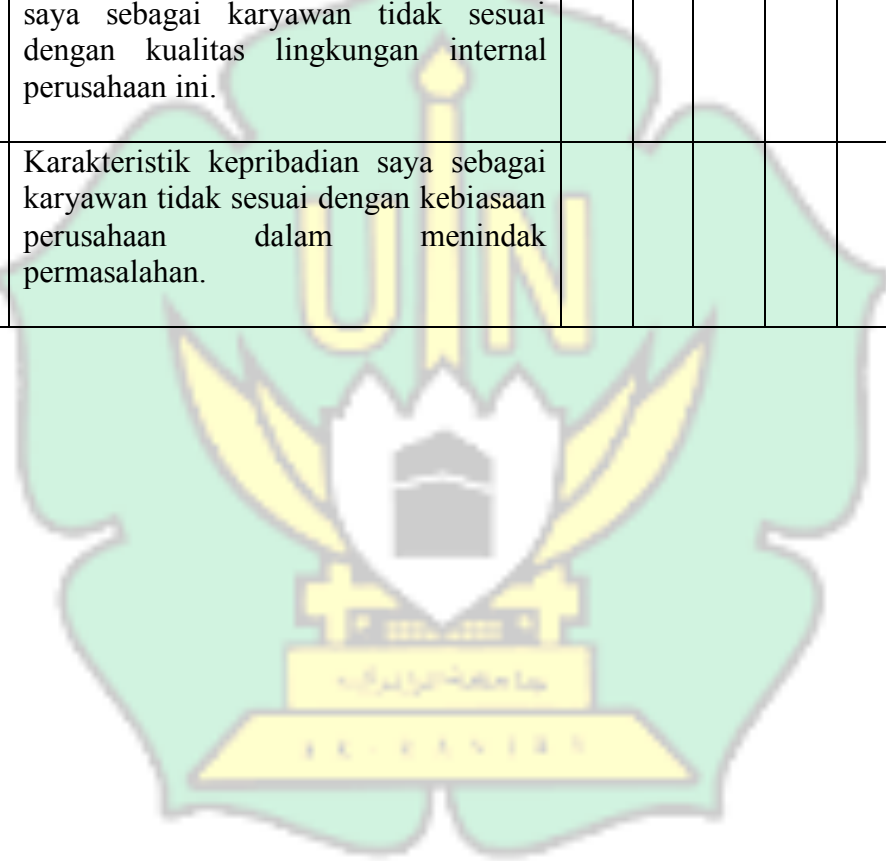 saya sebagai karyawan tidak sesuai
dengan kualitas lingkungan internal
perusahaan ini.
Karakteristik kepribadian saya sebagai
karyawan tidak sesuai dengan kebiasaan
perusahaan dalam menindak
permasalahan.
UIN